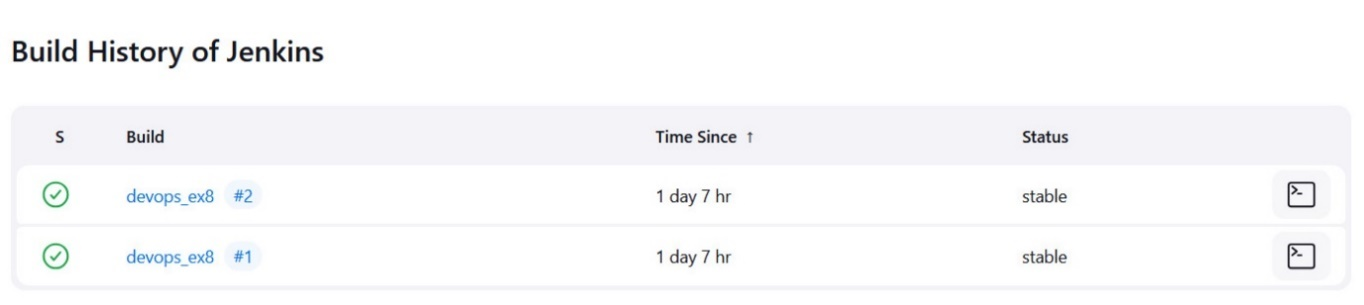 Build History of Jenkins
S Build Time Since ↑ Status
devops_ex8 #2 1 day 7 hr stable
devops_ex8 #1 1 day 7 hr stable